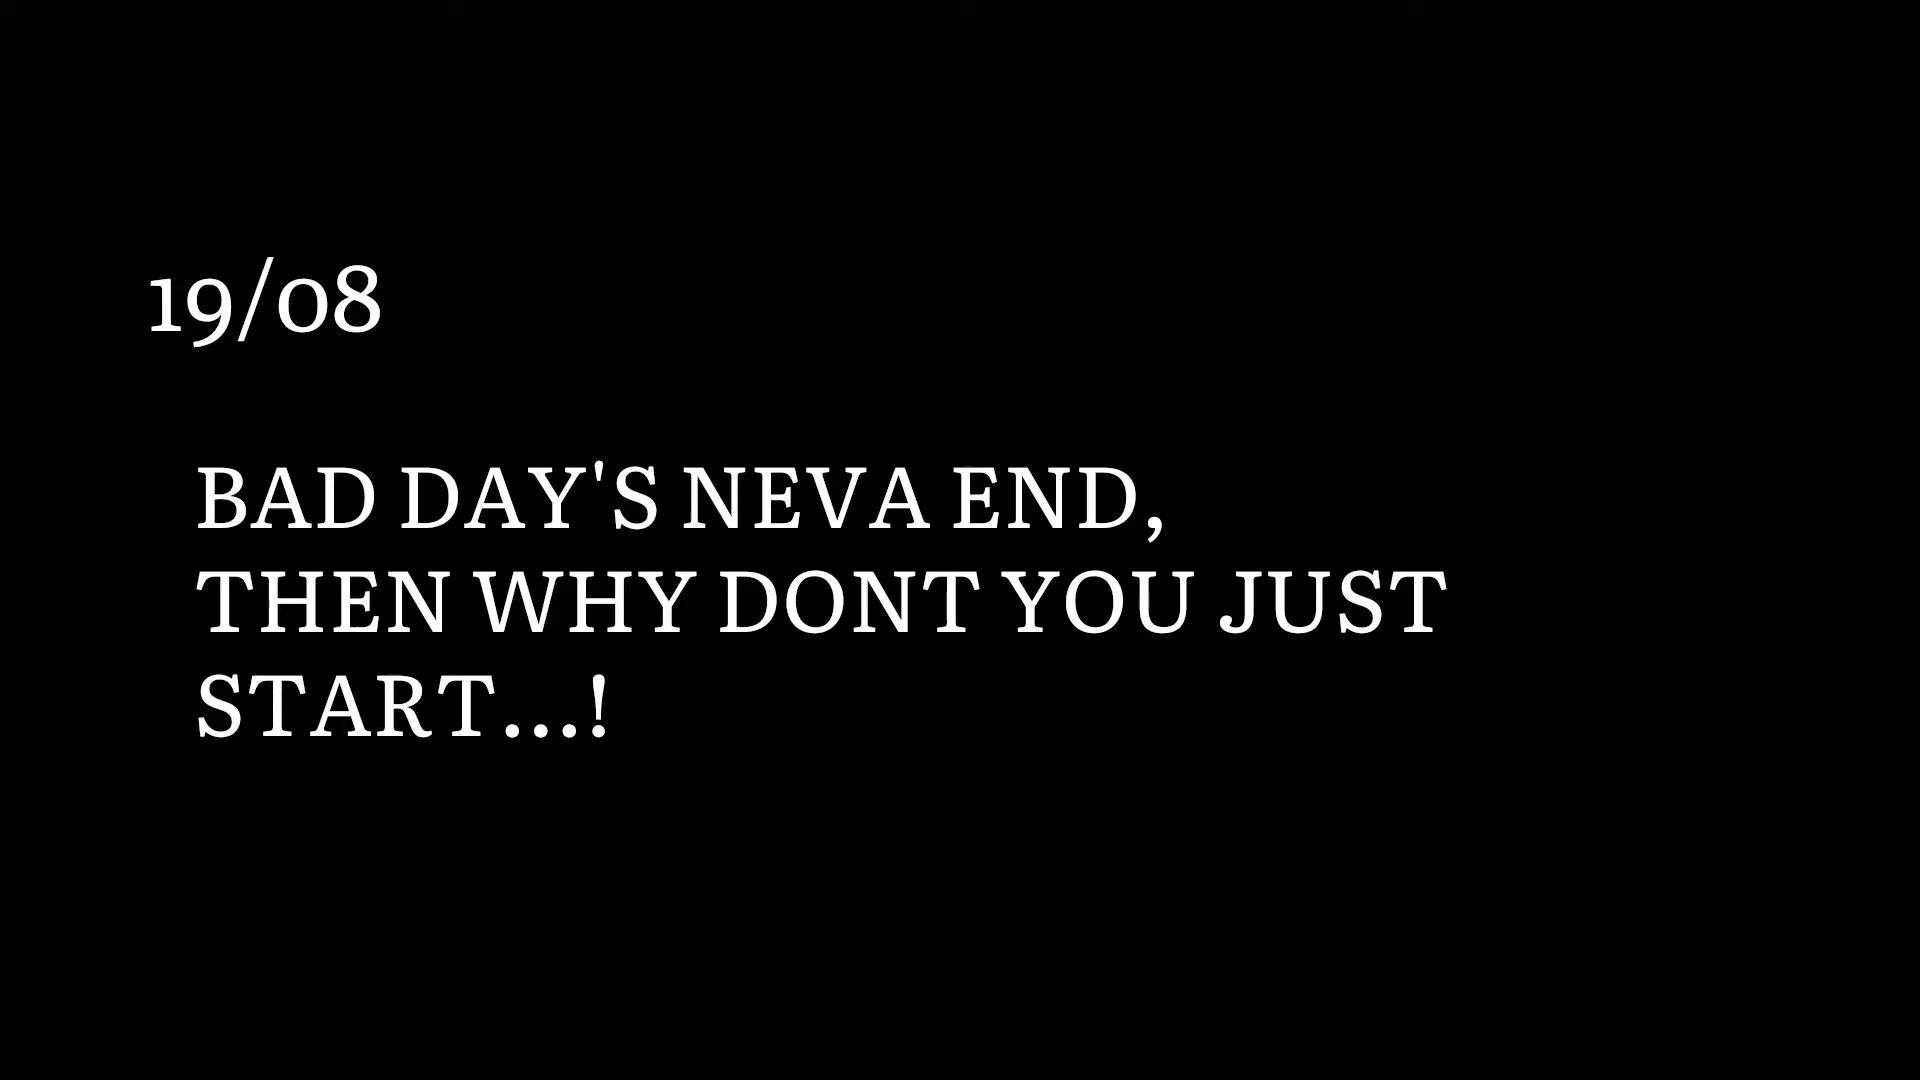 19/08
BAD DAY'S NEVA END,
THEN WHY DONT YOU JUST
START...!